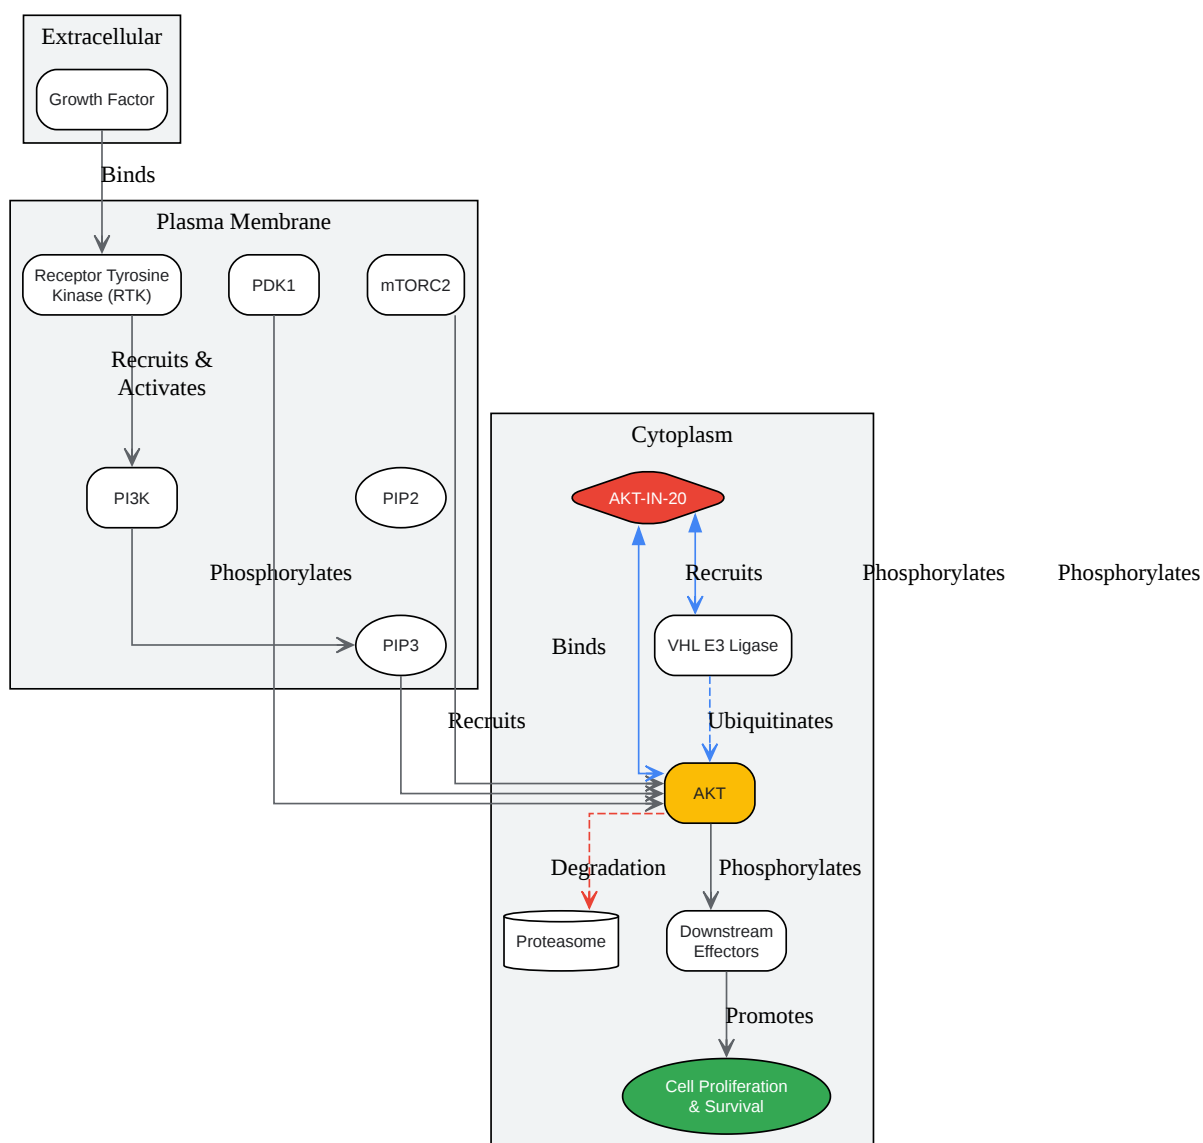 Extracellular
Growth Factor
Binds
Plasma Membrane
Receptor Tyrosine
Kinase (RTK)
PDK1
mTORC2
Recruits &
Activates
Cytoplasm
PI3K
PIP2
AKT-IN-20
Phosphorylates
Recruits
Phosphorylates
Phosphorylates
PIP3
Binds
VHL E3 Ligase
Recruits
Ubiquitinates
AKT
Degradation
Phosphorylates
Proteasome
Downstream
Effectors
Promotes
Cell Proliferation
& Survival